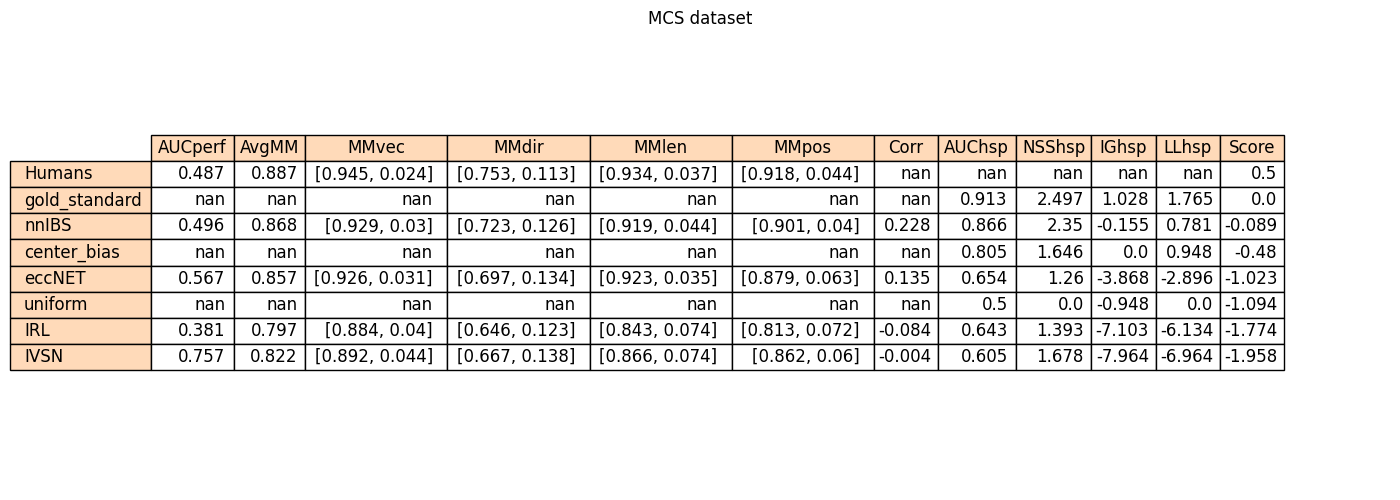 MCS dataset
AUCperf AvgMM MMvec MMdir MMlen MMpos Corr AUChsp NSShsp IGhsp LLhsp Score
Humans 0.487 0.887 [0.945, 0.024] [0.753, 0.113] [0.934, 0.037] [0.918, 0.044] nan nan nan nan nan 0.5
gold_standard nan nan nan nan nan nan nan 0.913 2.497 1.028 1.765 0.0
nnIBS 0.496 0.868 [0.929, 0.03] [0.723, 0.126] [0.919, 0.044] [0.901, 0.04] 0.228 0.866 2.35 -0.155 0.781 -0.089
center_bias nan nan nan nan nan nan nan 0.805 1.646 0.0 0.948 -0.48
eccNET 0.567 0.857 [0.926, 0.031] [0.697, 0.134] [0.923, 0.035] [0.879, 0.063] 0.135 0.654 1.26 -3.868 -2.896 -1.023
uniform nan nan nan nan nan nan nan 0.5 0.0 -0.948 0.0 -1.094
IRL 0.381 0.797 [0.884, 0.04] [0.646, 0.123] [0.843, 0.074] [0.813, 0.072] -0.084 0.643 1.393 -7.103 -6.134 -1.774
IVSN 0.757 0.822 [0.892, 0.044] [0.667, 0.138] [0.866, 0.074] [0.862, 0.06] -0.004 0.605 1.678 -7.964 -6.964 -1.958